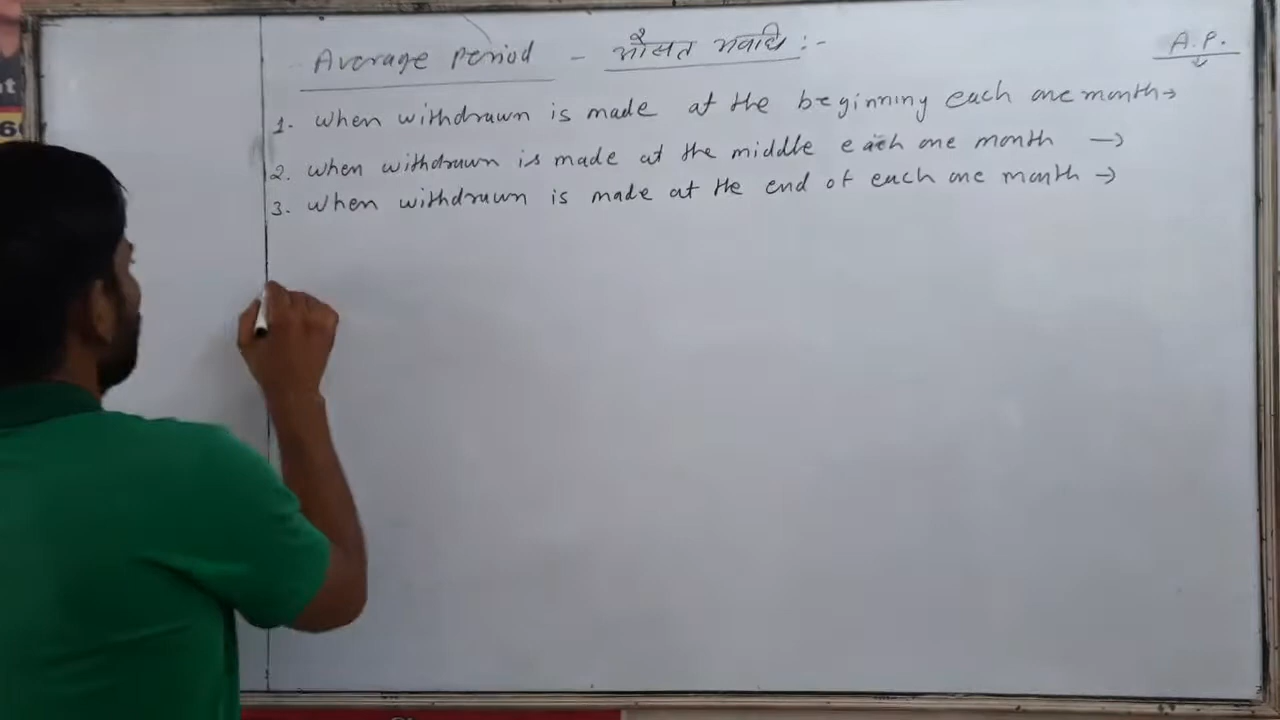 Average Period - औसत अवधि :-
A.P.
1. When withdrawn is made at the beginning each one month →
2. when withdrawn is made at the middle each one month →
3. when withdrawn is made at the end of each one month →